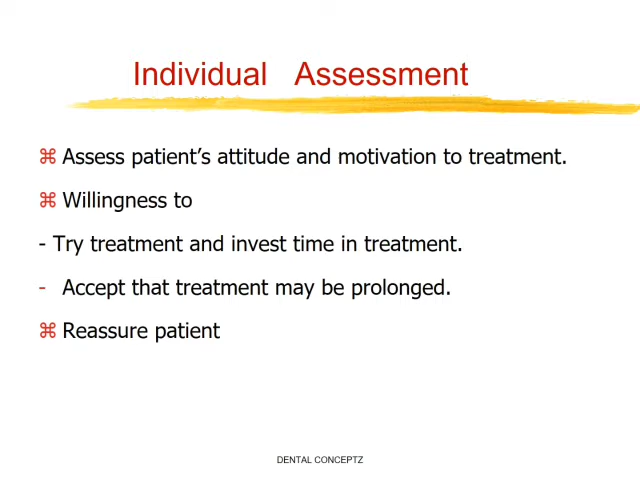 Individual Assessment
⌘ Assess patient’s attitude and motivation to treatment.
⌘ Willingness to
- Try treatment and invest time in treatment.
- Accept that treatment may be prolonged.
⌘ Reassure patient
DENTAL CONCEPTZ